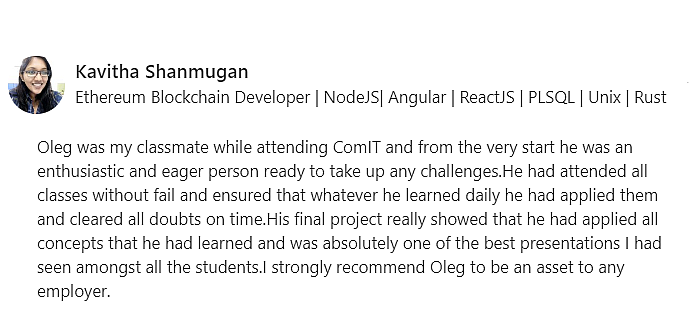 Kavitha Shanmugan
Ethereum Blockchain Developer | NodeJS| Angular | ReactJS | PLSQL | Unix | Rust
Oleg was my classmate while attending ComIT and from the very start he was an
enthusiastic and eager person ready to take up any challenges.He had attended all
classes without fail and ensured that whatever he learned daily he had applied them
and cleared all doubts on time.His final project really showed that he had applied all
concepts that he had learned and was absolutely one of the best presentations I had
seen amongst all the students.I strongly recommend Oleg to be an asset to any
employer.